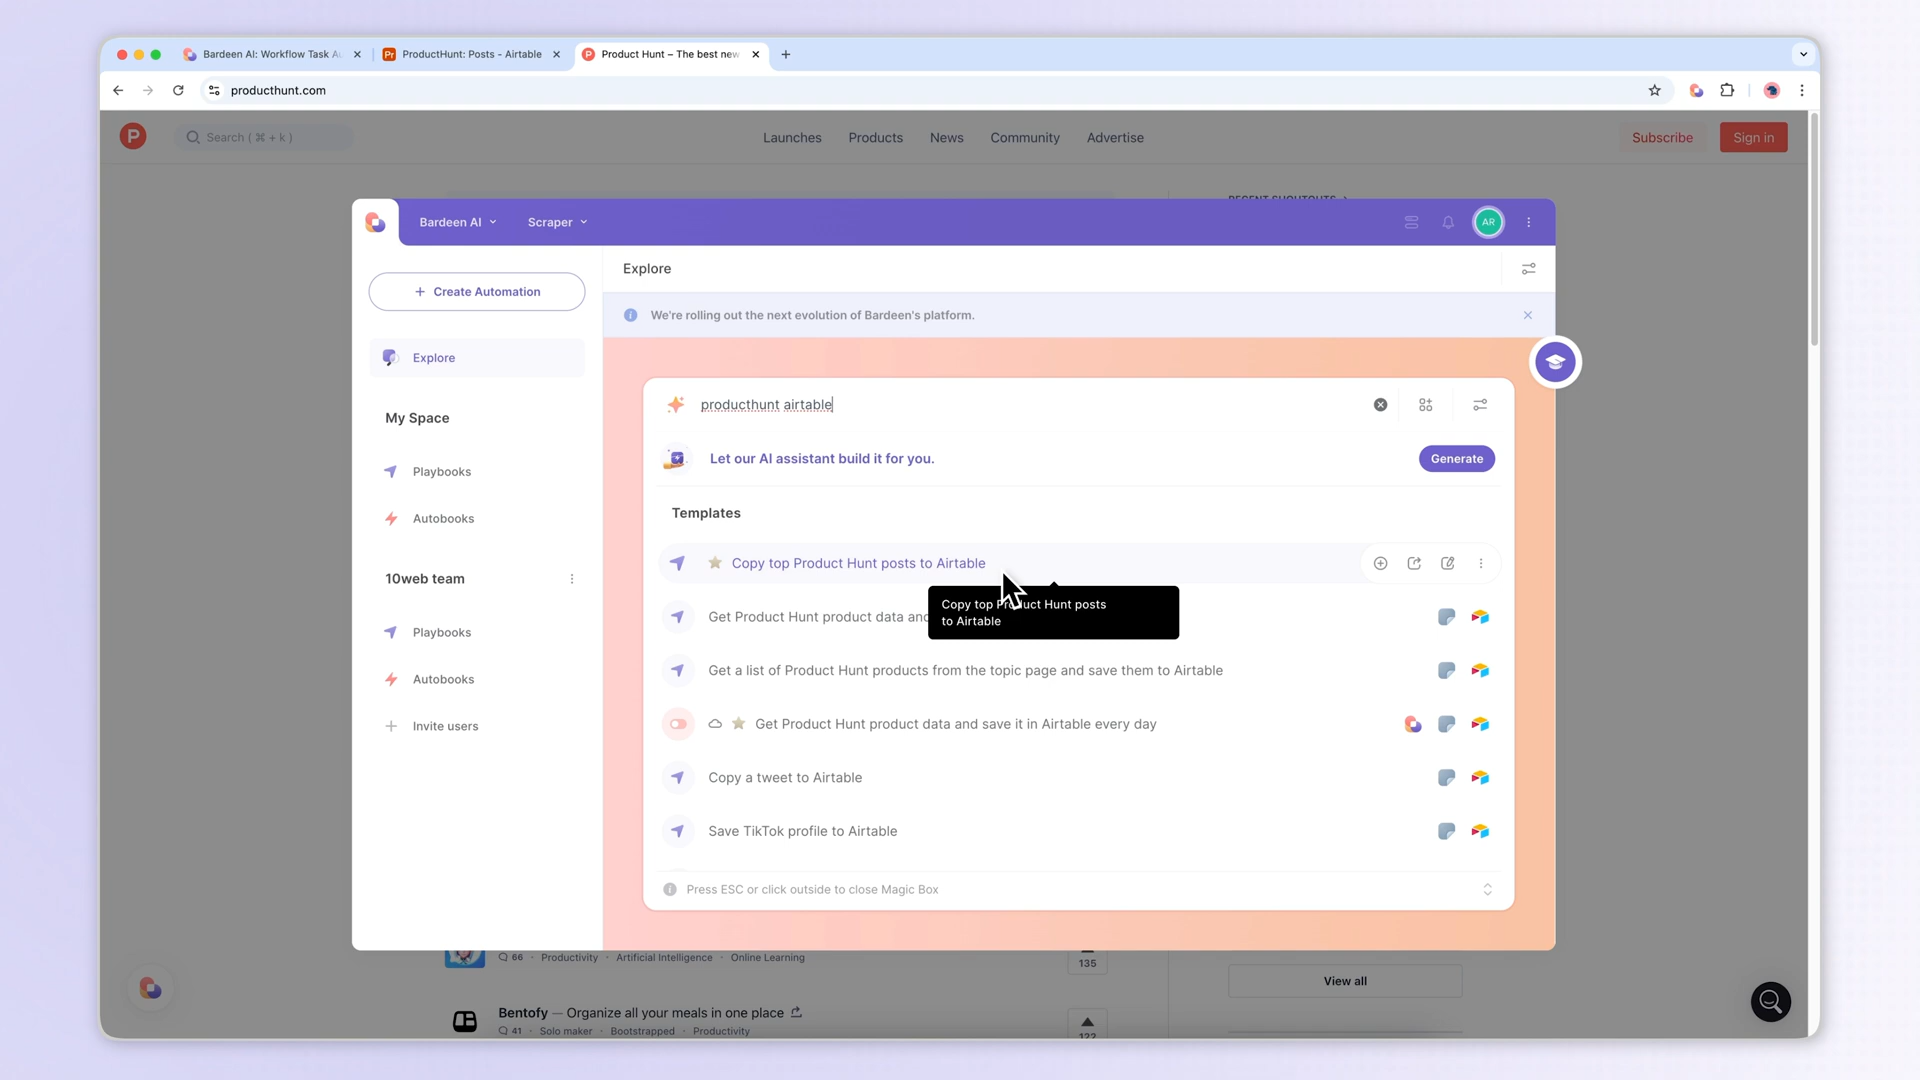 Bardeen AI: Workflow Task Au
ProductHunt: Posts - Airtable
Product Hunt – The best new
producthunt.com
P
Search ( ⌘ + k )
Launches
Products
News
Community
Advertise
Subscribe
Sign in
Bardeen AI
Scraper
AR
Create Automation
Explore
My Space
Playbooks
Autobooks
10web team
Playbooks
Autobooks
Invite users
Explore
We're rolling out the next evolution of Bardeen's platform.
producthunt airtable
Let our AI assistant build it for you.
Generate
Templates
Copy top Product Hunt posts to Airtable
Copy top Product Hunt posts
to Airtable
Get Product Hunt product data and
Get a list of Product Hunt products from the topic page and save them to Airtable
Get Product Hunt product data and save it in Airtable every day
Copy a tweet to Airtable
Save TikTok profile to Airtable
Press ESC or click outside to close Magic Box
66 · Productivity · Artificial Intelligence · Online Learning
135
View all
Bentofy — Organize all your meals in one place
41 · Solo maker · Bootstrapped · Productivity
122